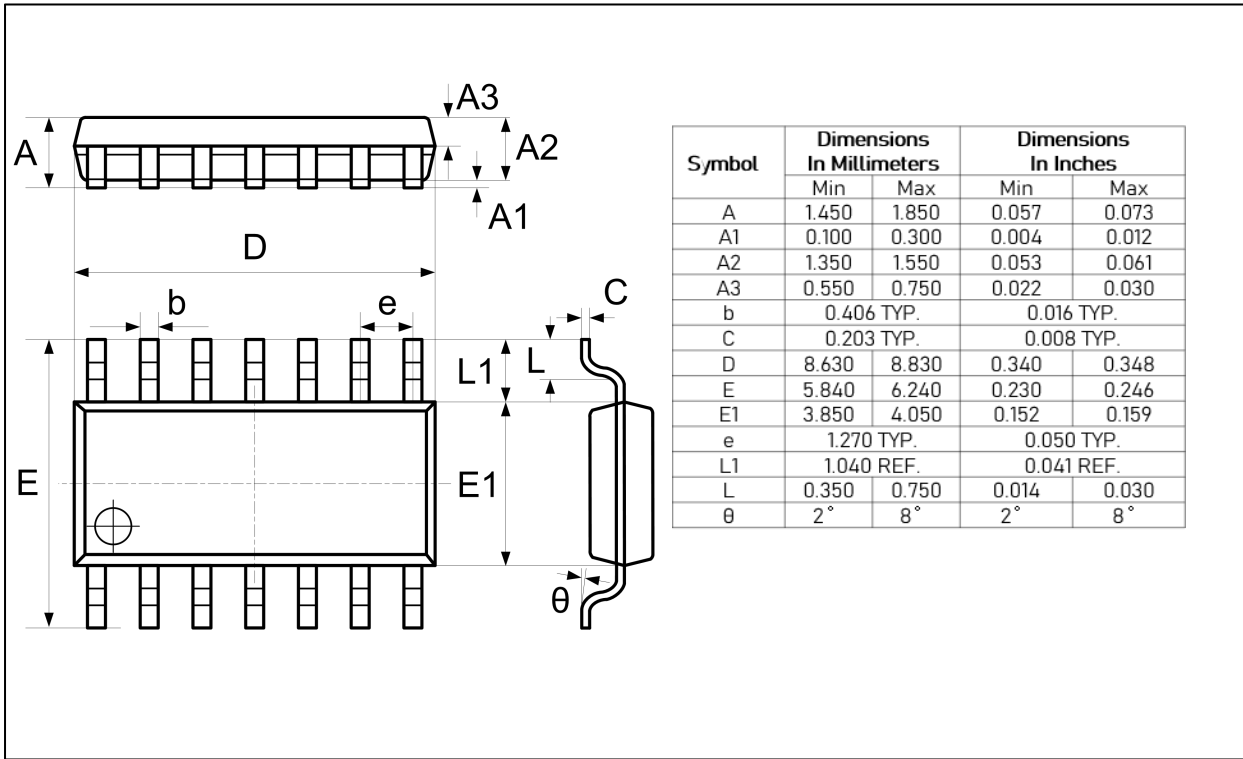 A
A3
A2
A1
D
b
e
C
L1
L
E
E1
θ
Symbol Dimensions In Millimeters Dimensions In Inches
Min Max Min Max
A 1.450 1.850 0.057 0.073
A1 0.100 0.300 0.004 0.012
A2 1.350 1.550 0.053 0.061
A3 0.550 0.750 0.022 0.030
b 0.406 TYP. 0.016 TYP.
C 0.203 TYP. 0.008 TYP.
D 8.630 8.830 0.340 0.348
E 5.840 6.240 0.230 0.246
E1 3.850 4.050 0.152 0.159
e 1.270 TYP. 0.050 TYP.
L1 1.040 REF. 0.041 REF.
L 0.350 0.750 0.014 0.030
θ 2° 8° 2° 8°